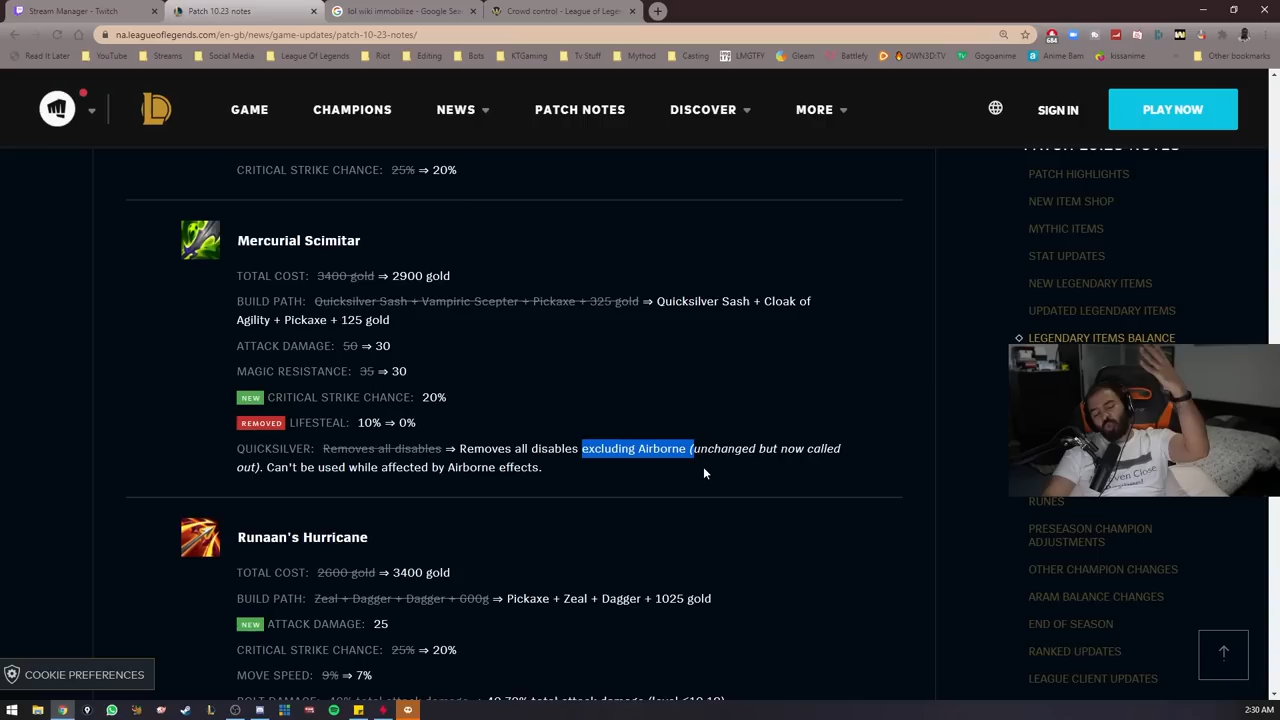 Stream Manager - Twitch
Patch 10.23 notes
lol wiki immobilize - Google Sea
Crowd control - League of Legen
na.leagueoflegends.com/en-gb/news/game-updates/patch-10-23-notes/
684
Read It Later
YouTube
Streams
Social Media
League Of Legends
Riot
Editing
Bots
KTGaming
Tv Stuff
Mythod
Casting
LMGTFY
Gleam
Battlefy
OWN3D:TV
Gogoanime
Anime Bam
kissanime
Other bookmarks
GAME
CHAMPIONS
NEWS
PATCH NOTES
DISCOVER
MORE
SIGN IN
PLAY NOW
CRITICAL STRIKE CHANCE: 25% ⇒ 20%
Mercurial Scimitar
TOTAL COST: 3400 gold ⇒ 2900 gold
BUILD PATH: Quicksilver Sash + Vampiric Scepter + Pickaxe + 325 gold ⇒ Quicksilver Sash + Cloak of
Agility + Pickaxe + 125 gold
ATTACK DAMAGE: 50 ⇒ 30
MAGIC RESISTANCE: 35 ⇒ 30
NEW CRITICAL STRIKE CHANCE: 20%
REMOVED LIFESTEAL: 10% ⇒ 0%
QUICKSILVER: Removes all disables ⇒ Removes all disables excluding Airborne (unchanged but now called
out). Can't be used while affected by Airborne effects.
Runaan's Hurricane
TOTAL COST: 2600 gold ⇒ 3400 gold
BUILD PATH: Zeal + Dagger + Dagger + 600g ⇒ Pickaxe + Zeal + Dagger + 1025 gold
NEW ATTACK DAMAGE: 25
CRITICAL STRIKE CHANCE: 25% ⇒ 20%
MOVE SPEED: 9% ⇒ 7%
PATCH 10.23 NOTES
PATCH HIGHLIGHTS
NEW ITEM SHOP
MYTHIC ITEMS
STAT UPDATES
NEW LEGENDARY ITEMS
UPDATED LEGENDARY ITEMS
LEGENDARY ITEMS BALANCE
RUNES
PRESEASON CHAMPION
ADJUSTMENTS
OTHER CHAMPION CHANGES
ARAM BALANCE CHANGES
END OF SEASON
RANKED UPDATES
LEAGUE CLIENT UPDATES
COOKIE PREFERENCES
2:30 AM